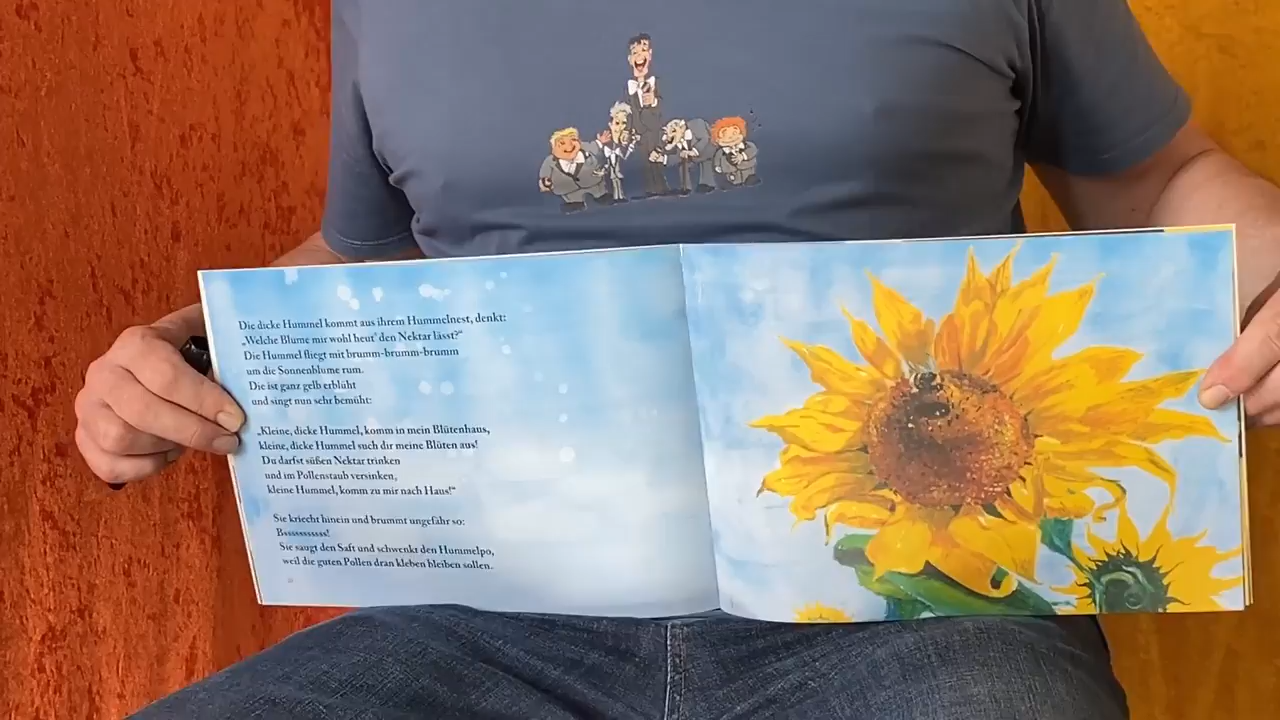 Die dicke Hummel kommt aus ihrem Hummelnest, denkt:
„Welche Blume mir wohl heut' den Nektar lässt?“
Die Hummel fliegt mit brumm-brumm-brumm
um die Sonnenblume rum.
Die ist ganz gelb erblüht
und singt nun sehr bemüht:
„Kleine, dicke Hummel, komm in mein Blütenhaus,
kleine, dicke Hummel such dir meine Blüten aus!
Du darfst süßen Nektar trinken
und im Pollenstaub versinken,
kleine Hummel, komm zu mir nach Haus!“
Sie kriecht hinein und brummt ungefähr so:
Bsssssssssss!
Sie saugt den Saft und schwenkt den Hummelpo,
weil die guten Pollen dran kleben bleiben sollen.